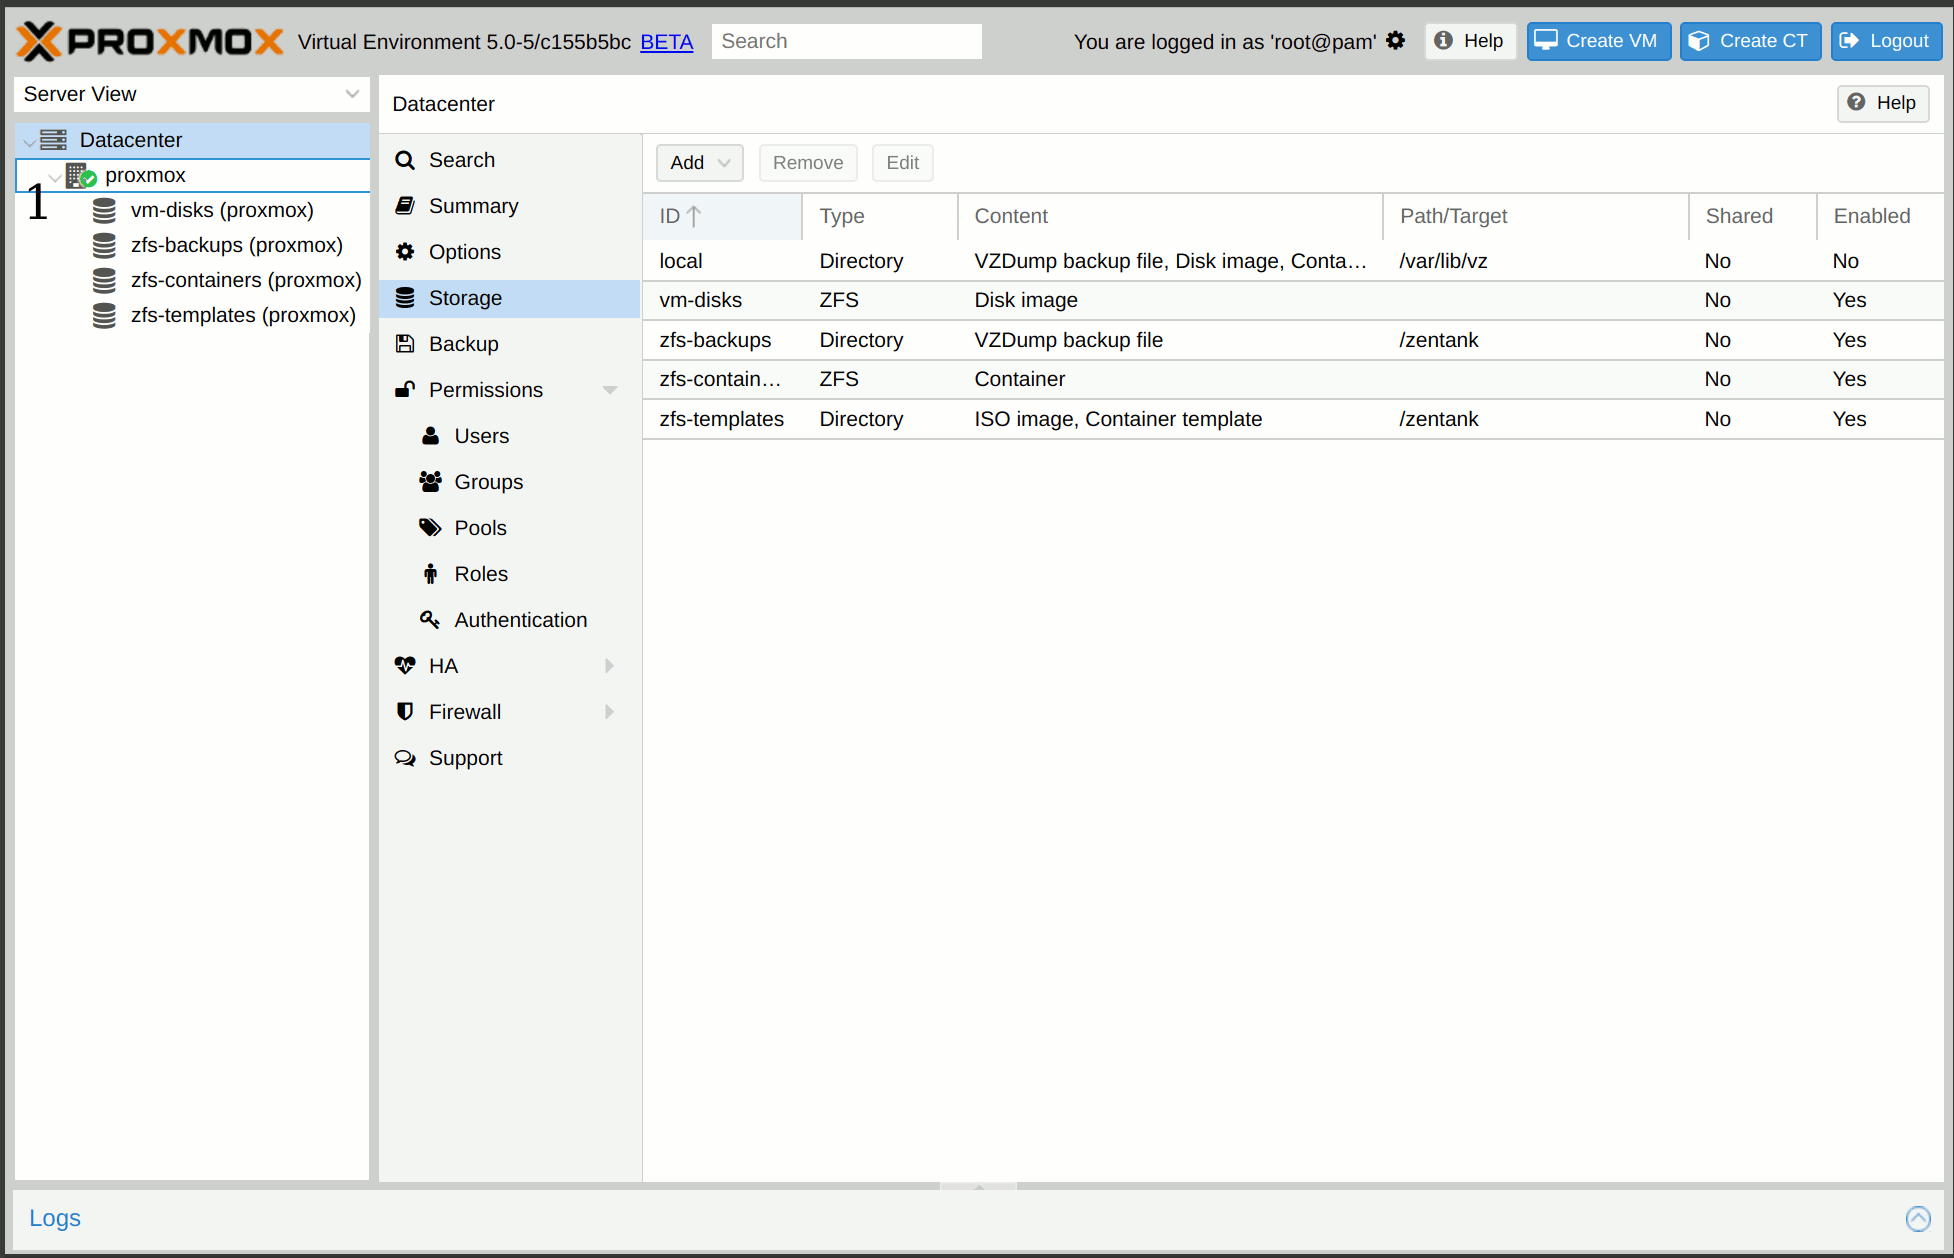 PROXMOX Virtual Environment 5.0-5/c155b5bc BETA Search You are logged in as 'root@pam' Help Create VM Create CT Logout
Server View
Datacenter
proxmox
1
vm-disks (proxmox)
zfs-backups (proxmox)
zfs-containers (proxmox)
zfs-templates (proxmox)
Datacenter Help
Search
Summary
Options
Storage
Backup
Permissions
Users
Groups
Pools
Roles
Authentication
HA
Firewall
Support
Add Remove Edit
ID Type Content Path/Target Shared Enabled
local Directory VZDump backup file, Disk image, Conta... /var/lib/vz No No
vm-disks ZFS Disk image No Yes
zfs-backups Directory VZDump backup file /zentank No Yes
zfs-contain... ZFS Container No Yes
zfs-templates Directory ISO image, Container template /zentank No Yes
Logs